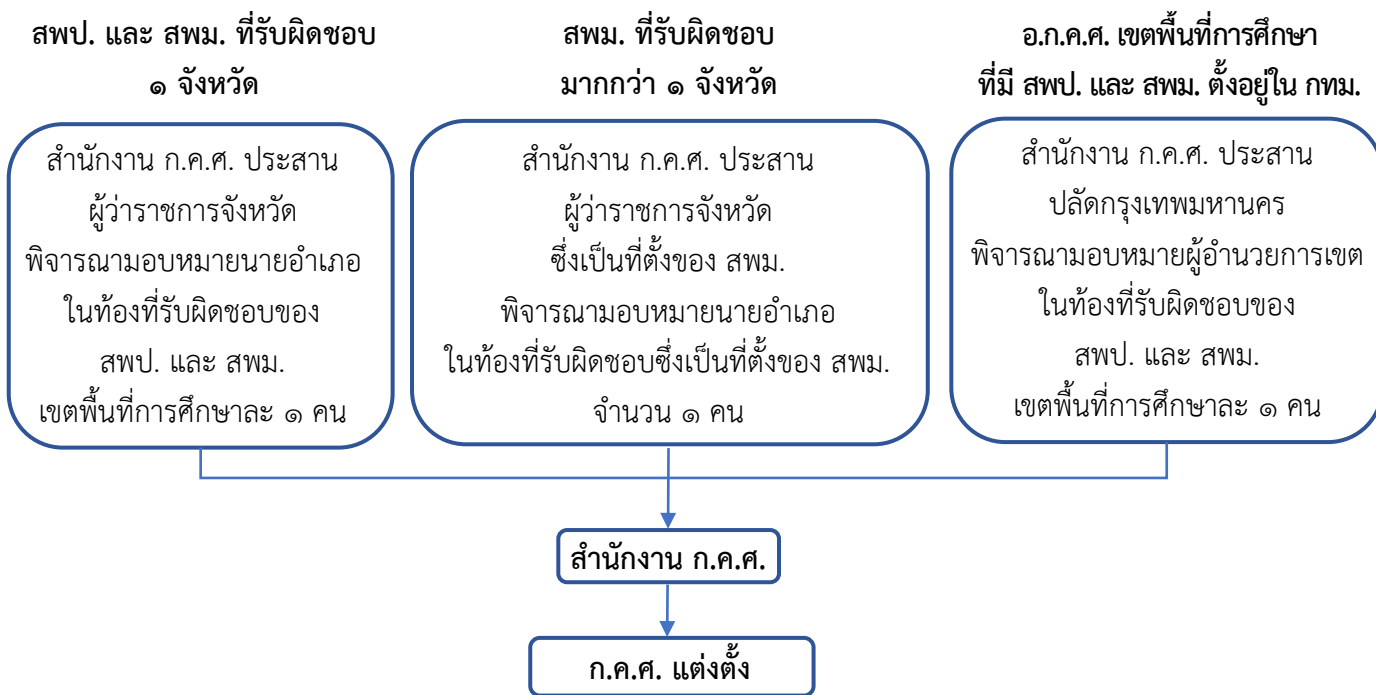 สพป. และ สพม. ที่รับผิดชอบ
๑ จังหวัด
สำนักงาน ก.ค.ศ. ประสาน
ผู้ว่าราชการจังหวัด
พิจารณามอบหมายนายอำเภอ
ในท้องที่รับผิดชอบของ
สพป. และ สพม.
เขตพื้นที่การศึกษาละ ๑ คน
สพม. ที่รับผิดชอบ
มากกว่า ๑ จังหวัด
สำนักงาน ก.ค.ศ. ประสาน
ผู้ว่าราชการจังหวัด
ซึ่งเป็นที่ตั้งของ สพม.
พิจารณามอบหมายนายอำเภอ
ในท้องที่รับผิดชอบซึ่งเป็นที่ตั้งของ สพม.
จำนวน ๑ คน
อ.ก.ค.ศ. เขตพื้นที่การศึกษา
ที่มี สพป. และ สพม. ตั้งอยู่ใน กทม.
สำนักงาน ก.ค.ศ. ประสาน
ปลัดกรุงเทพมหานคร
พิจารณามอบหมายผู้อำนวยการเขต
ในท้องที่รับผิดชอบของ
สพป. และ สพม.
เขตพื้นที่การศึกษาละ ๑ คน
สำนักงาน ก.ค.ศ.
ก.ค.ศ. แต่งตั้ง